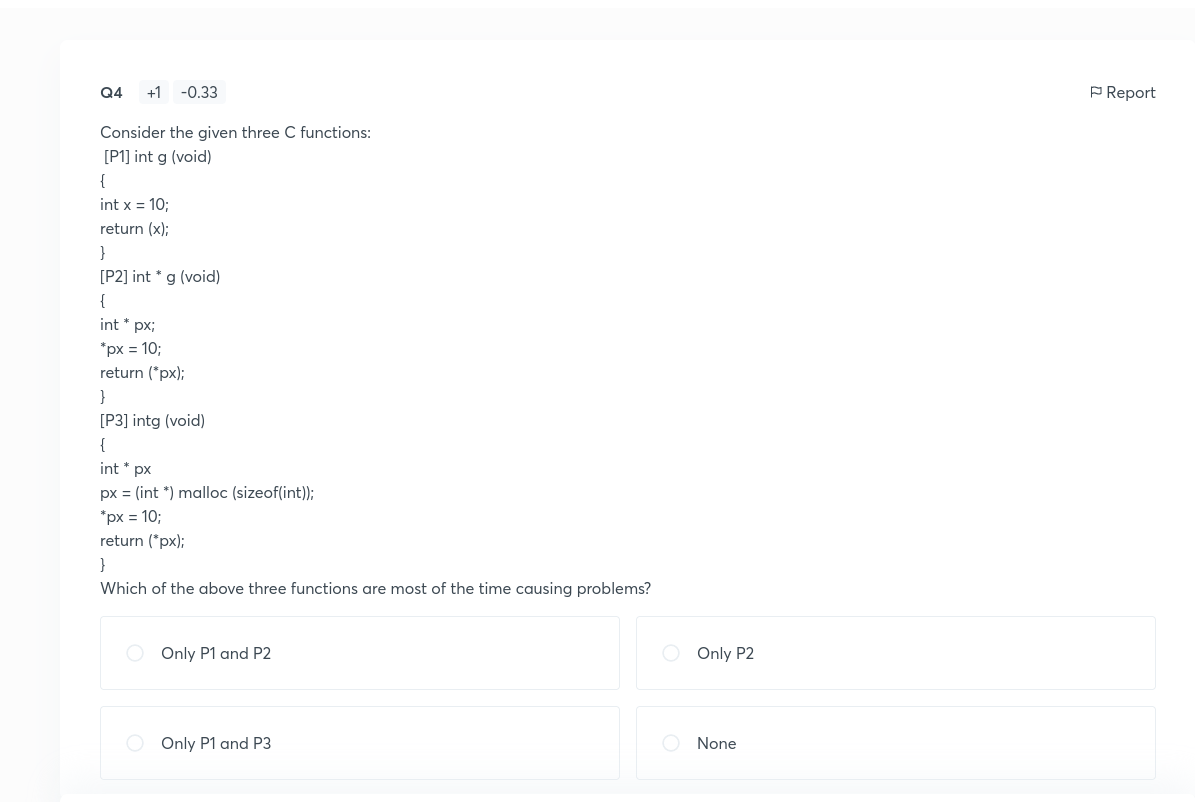 Q4 +1 -0.33 Report
Consider the given three C functions:
[P1] int g (void)
{
int x = 10;
return (x);
}
[P2] int * g (void)
{
int * px;
*px = 10;
return (*px);
}
[P3] intg (void)
{
int * px
px = (int *) malloc (sizeof(int));
*px = 10;
return (*px);
}
Which of the above three functions are most of the time causing problems?
Only P1 and P2
Only P2
Only P1 and P3
None